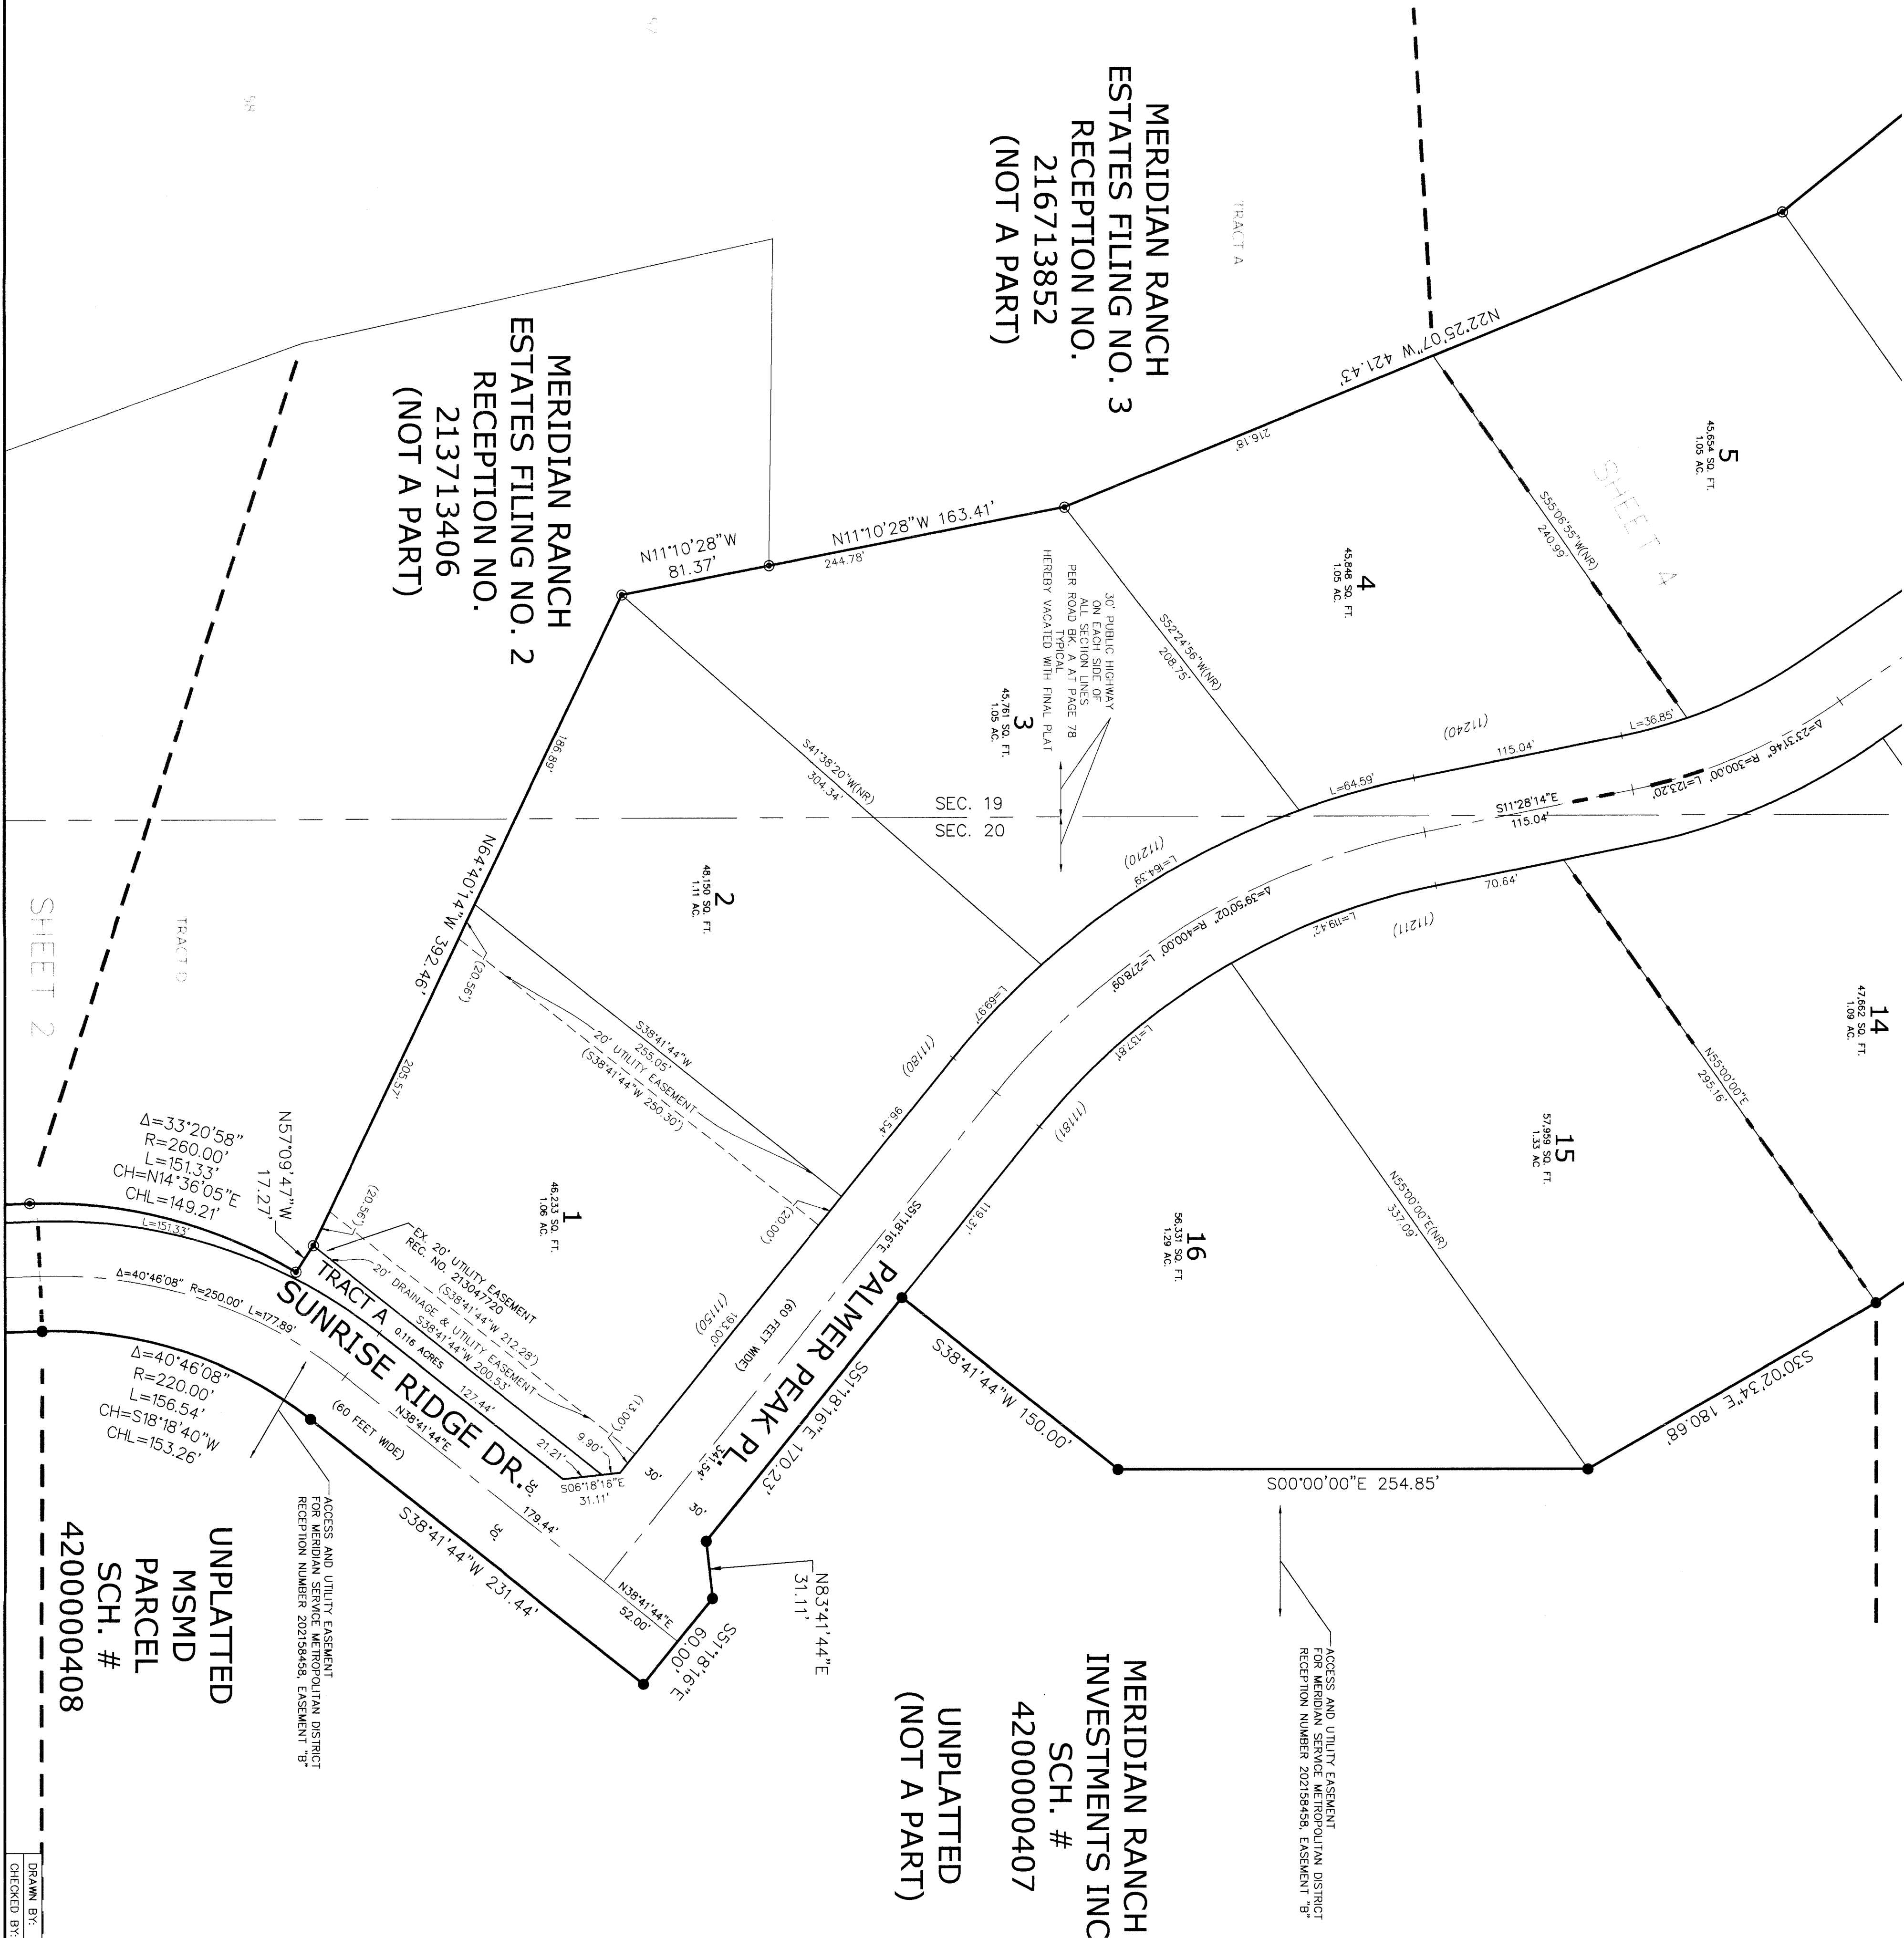 MERIDIAN RANCH
ESTATES FILING NO. 3
RECEPTION NO.
216713852
(NOT A PART)
TRACT A
MERIDIAN RANCH
ESTATES FILING NO. 2
RECEPTION NO.
213713406
(NOT A PART)
N22°25'07"W 421.43'
216.18'
N11°10'28"W 163.41'
244.78'
N11°10'28"W
81.37'
5
45,654 SQ. FT.
1.05 AC.
SHEET 4
S55°06'55"W(NR)
240.99'
4
45,848 SQ. FT.
1.05 AC.
S52°24'56"W(NR)
208.75'
30' PUBLIC HIGHWAY
ON EACH SIDE OF
ALL SECTION LINES
PER ROAD BK. A AT PAGE 78
TYPICAL
HEREBY VACATED WITH FINAL PLAT
3
45,761 SQ. FT.
1.05 AC.
S41°38'20"W(NR)
304.34'
SEC. 19
SEC. 20
(11240)
115.04'
L=36.85'
L=64.59'
Δ=23°31'46" R=300.00' L=123.20'
S11°28'14"E
115.04'
70.64'
(11210)
L=164.39'
Δ=39°50'02" R=400.00' L=278.09'
L=119.42'
(11211)
L=137.81'
L=69.97'
(11180)
96.54'
(11181)
119.31'
2
48,150 SQ. FT.
1.11 AC.
186.89'
N64°40'14"W 392.46'
205.57'
(20.56')
S38°41'44"W
255.05'
20' UTILITY EASEMENT
(S38°41'44"W 250.30')
(20.00')
1
46,233 SQ. FT.
1.06 AC.
(20.56')
EX. 20' UTILITY EASEMENT
REC. NO. 213047720
(S38°41'44"W 212.28')
20' DRAINAGE & UTILITY EASEMENT
S38°41'44"W 200.53'
TRACT A
0.116 ACRES
127.44'
21.21'
9.90'
(13.00')
S06°18'16"E
31.11'
(11150)
193.00'
(60 FEET WIDE)
S51°18'16"E
PALMER PEAK PL.
341.54'
30'
30'
S51°18'16"E 170.23'
14
47,662 SQ. FT.
1.09 AC.
N55°00'00"E
295.16'
15
57,959 SQ. FT.
1.33 AC
N55°00'00"E(NR)
337.09'
16
56,331 SQ. FT.
1.29 AC.
S38°41'44"W 150.00'
S30°02'34"E 180.68'
S00°00'00"E 254.85'
ACCESS AND UTILITY EASEMENT
FOR MERIDIAN SERVICE METROPOLITAN DISTRICT
RECEPTION NUMBER 202158458, EASEMENT "B"
N83°41'44"E
31.11'
S51°18'16"E
60.00'
N38°41'44"E
52.00'
MERIDIAN RANCH
INVESTMENTS INC
SCH. #
4200000407
UNPLATTED
(NOT A PART)
SHEET 2
TRACT D
Δ=33°20'58"
R=260.00'
L=151.33'
CH=N14°36'05"E
CHL=149.21'
N57°09'47"W
17.27'
L=151.33'
Δ=40°46'08" R=250.00' L=177.89'
SUNRISE RIDGE DR.
(60 FEET WIDE)
N38°41'44"E
179.44'
30'
30'
S38°41'44"W 231.44'
Δ=40°46'08"
R=220.00'
L=156.54'
CH=S18°18'40"W
CHL=153.26'
ACCESS AND UTILITY EASEMENT
FOR MERIDIAN SERVICE METROPOLITAN DISTRICT
RECEPTION NUMBER 202158458, EASEMENT "B"
UNPLATTED
MSMD
PARCEL
SCH. #
4200000408
DRAWN BY:
CHECKED BY: